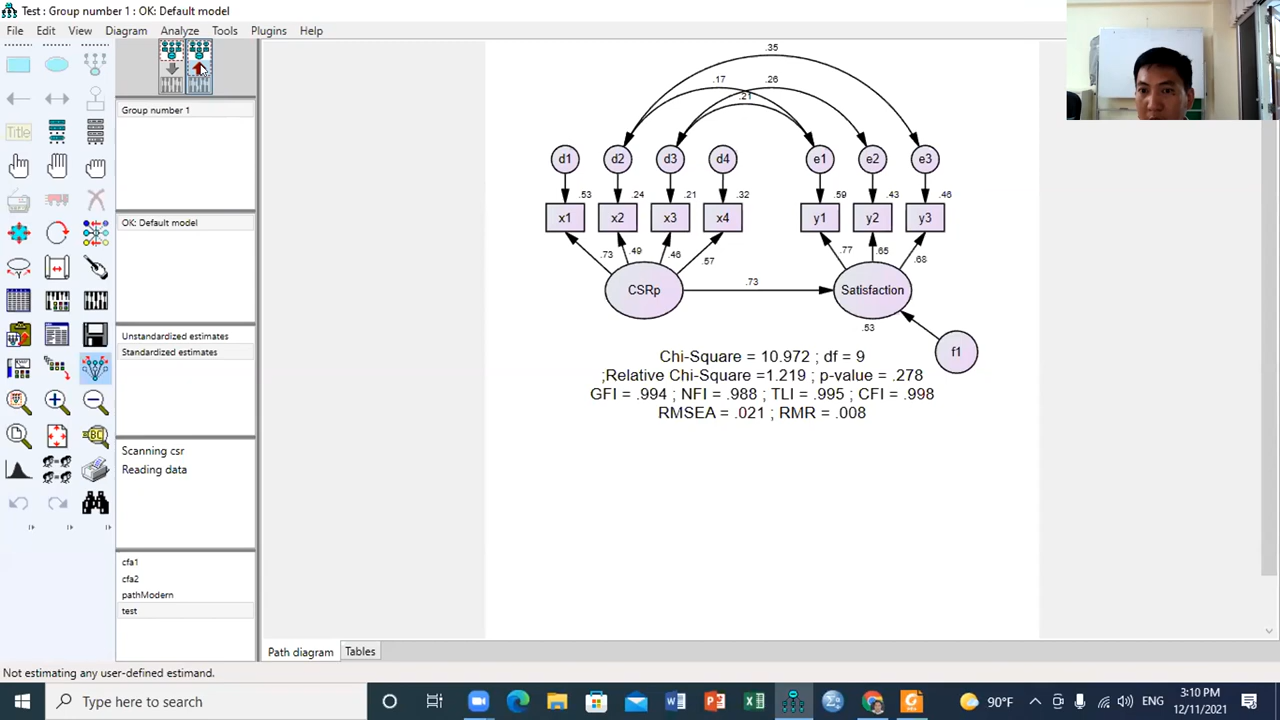 Test : Group number 1 : OK: Default model
File Edit View Diagram Analyze Tools Plugins Help
Title
Group number 1
OK: Default model
Unstandardized estimates
Standardized estimates
Scanning csr
Reading data
cfa1
cfa2
pathModern
test
.35
.17 .26
.21
d1 d2 d3 d4 e1 e2 e3
.53 .24 .21 .32 .59 .43 .46
x1 x2 x3 x4 y1 y2 y3
.73 .49 .46 .57 .77 .65 .68
CSRp .73 Satisfaction
.53
f1
Chi-Square = 10.972 ; df = 9
;Relative Chi-Square =1.219 ; p-value = .278
GFI = .994 ; NFI = .988 ; TLI = .995 ; CFI = .998
RMSEA = .021 ; RMR = .008
Path diagram Tables
Not estimating any user-defined estimand.
Type here to search
90°F
ENG
3:10 PM
12/11/2021